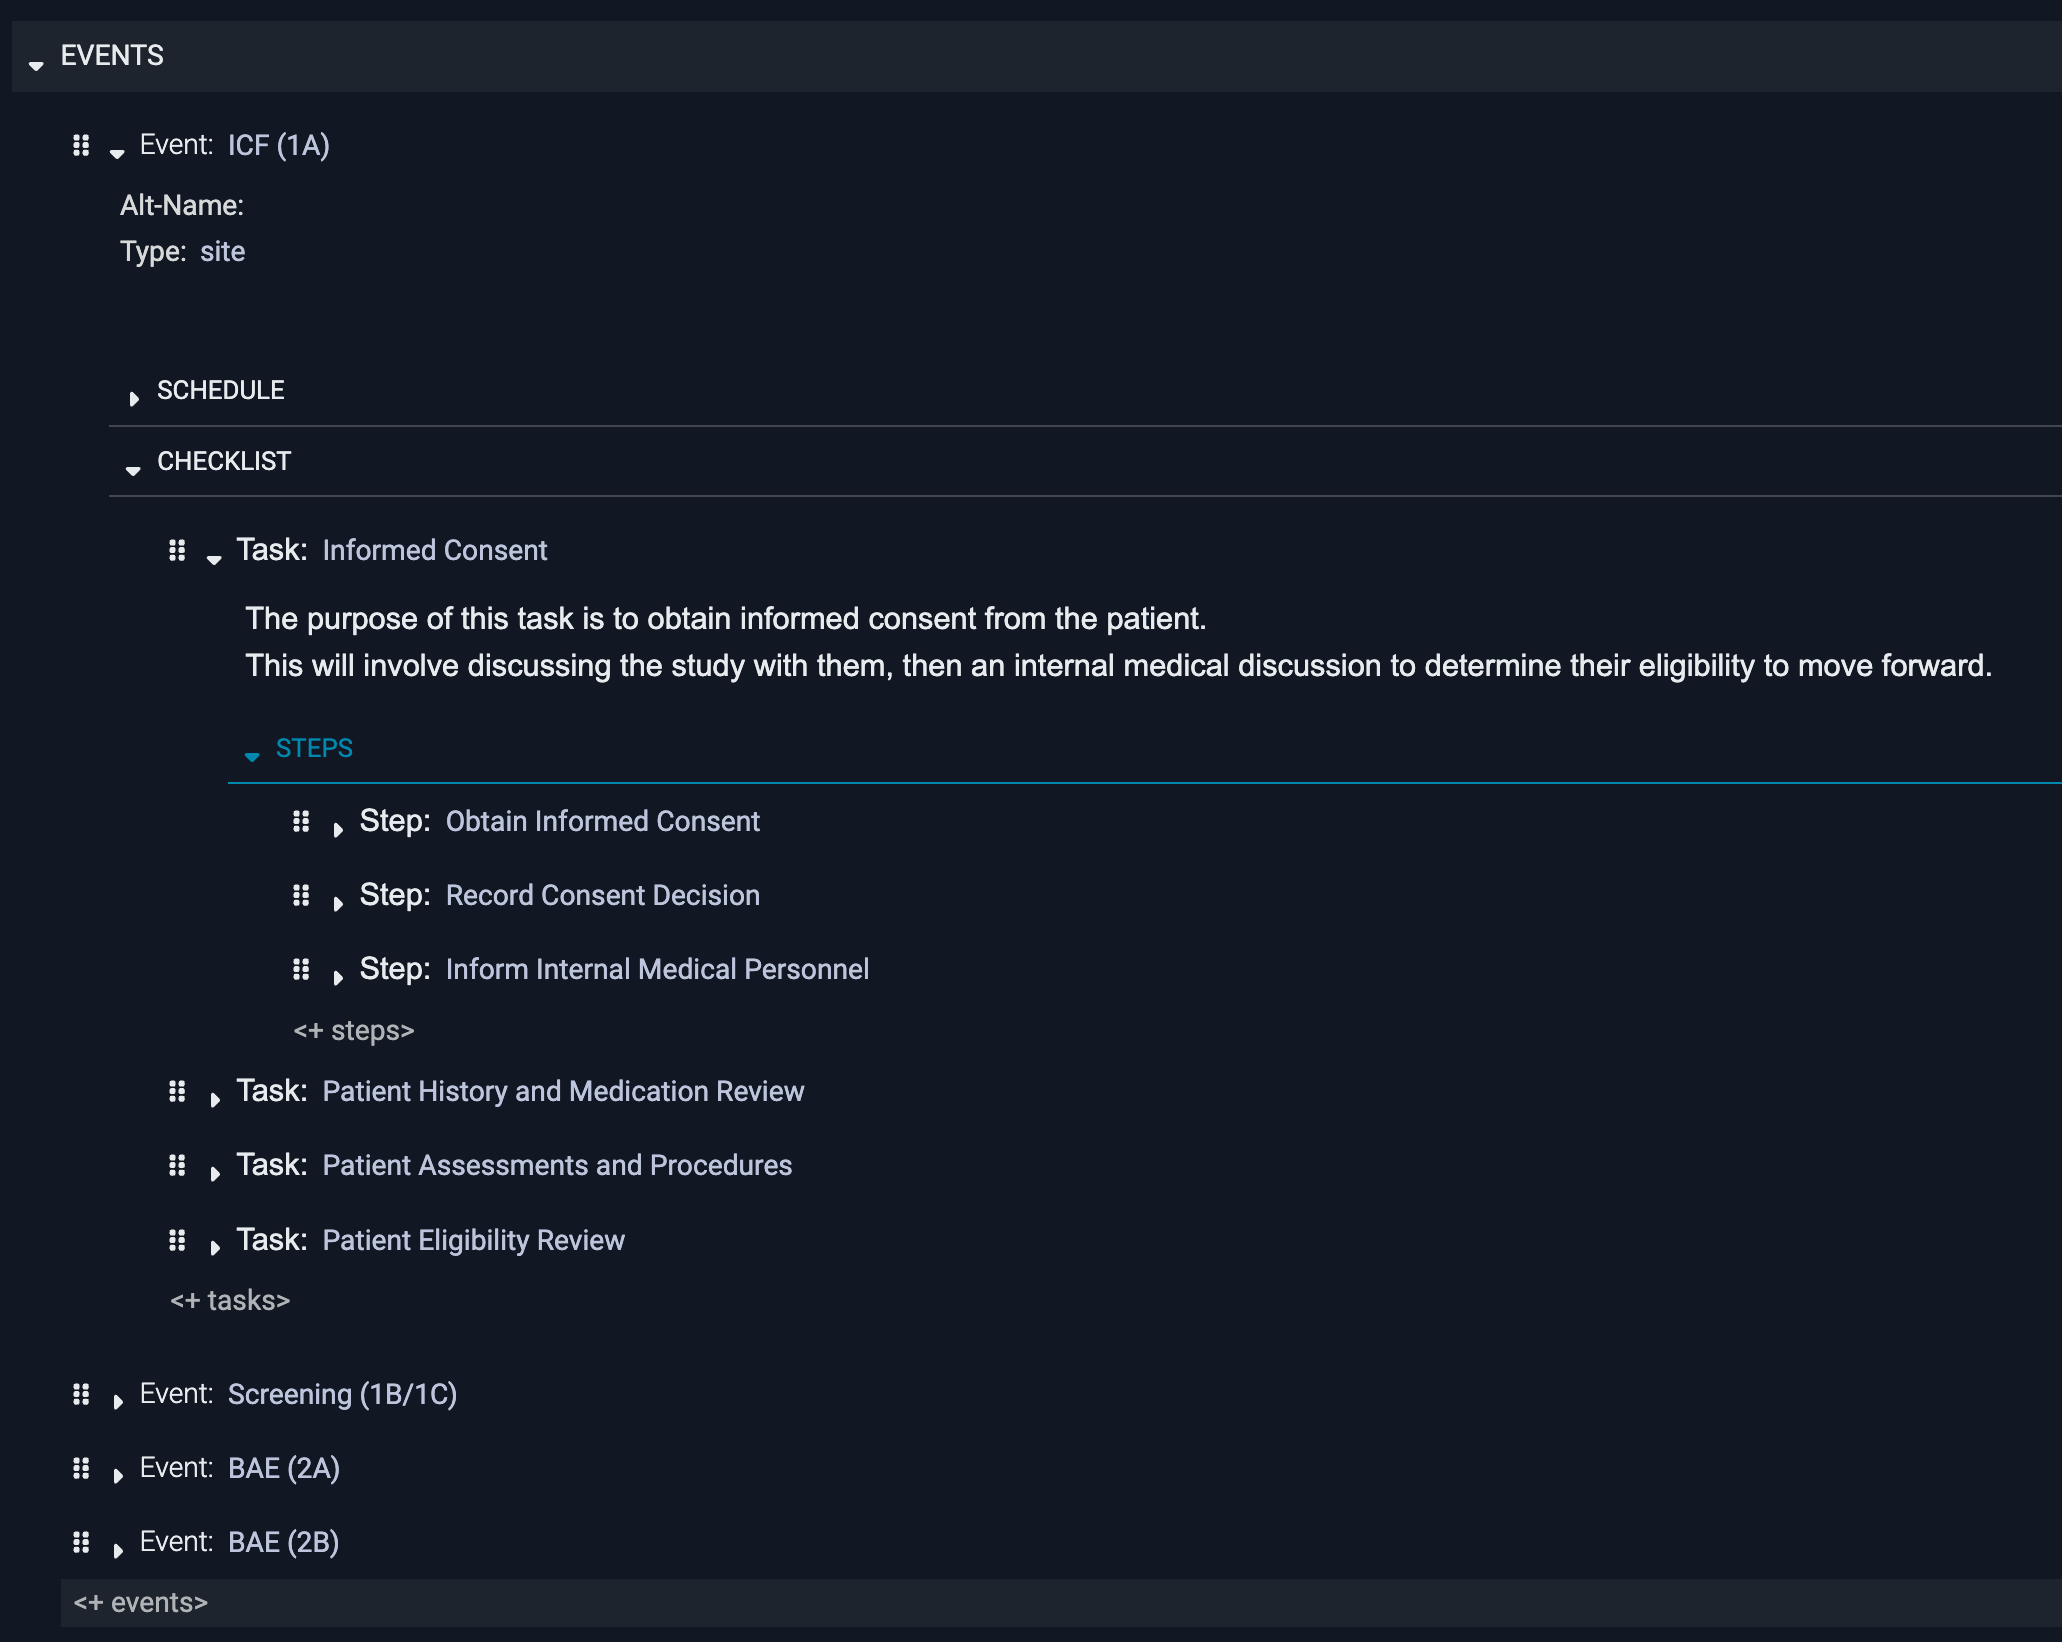 EVENTS
Event: ICF (1A)
Alt-Name:
Type: site
SCHEDULE
CHECKLIST
Task: Informed Consent
The purpose of this task is to obtain informed consent from the patient.
This will involve discussing the study with them, then an internal medical discussion to determine their eligibility to move forward.
STEPS
Step: Obtain Informed Consent
Step: Record Consent Decision
Step: Inform Internal Medical Personnel
<+ steps>
Task: Patient History and Medication Review
Task: Patient Assessments and Procedures
Task: Patient Eligibility Review
<+ tasks>
Event: Screening (1B/1C)
Event: BAE (2A)
Event: BAE (2B)
<+ events>